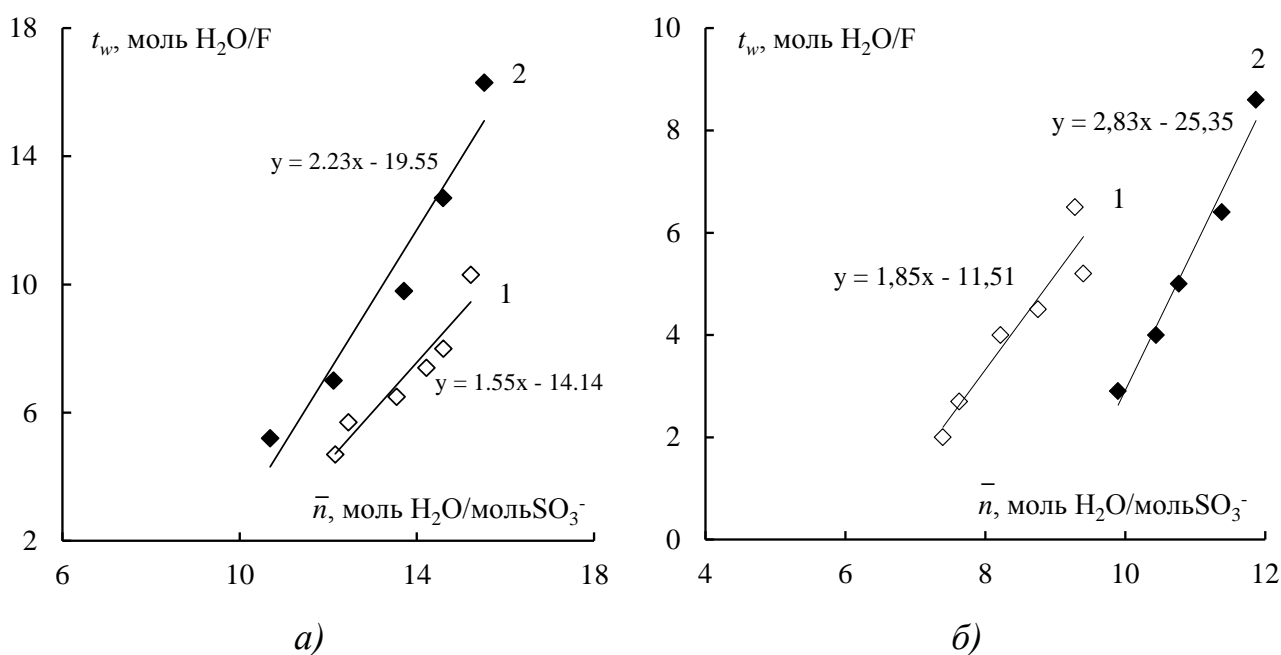 18
t_w, моль H₂O/F
2
14
y = 2.23x - 19.55
10
1
y = 1.55x - 14.14
6
n̅, моль H₂O/мольSO₃⁻
2
6 10 14 18
а)
10
t_w, моль H₂O/F
2
8
y = 2,83x - 25,35
1
6
y = 1,85x - 11,51
4
2
n̅, моль H₂O/мольSO₃⁻
0
4 6 8 10 12
б)